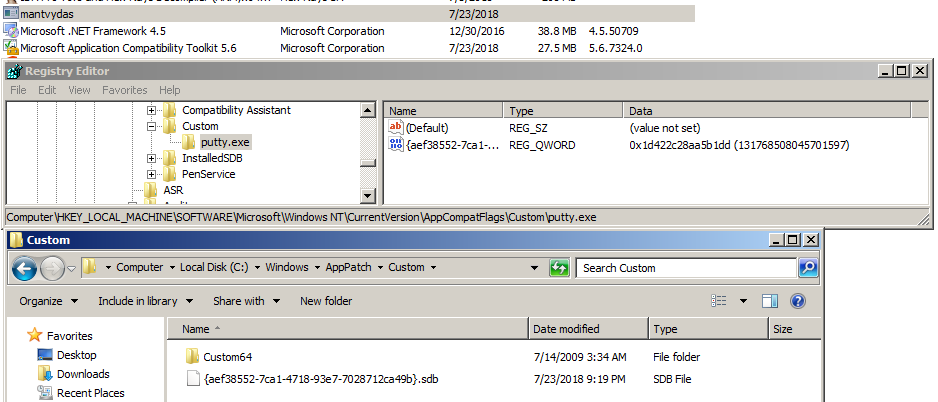 mantvydas 7/23/2018
Microsoft .NET Framework 4.5 Microsoft Corporation 12/30/2016 38.8 MB 4.5.50709
Microsoft Application Compatibility Toolkit 5.6 Microsoft Corporation 7/23/2018 27.5 MB 5.6.7324.0
Registry Editor
File Edit View Favorites Help
Compatibility Assistant
Custom
putty.exe
InstalledSDB
PenService
ASR
Name Type Data
(Default) REG_SZ (value not set)
{aef38552-7ca1-... REG_QWORD 0x1d422c28aa5b1dd (131768508045701597)
Computer\HKEY_LOCAL_MACHINE\SOFTWARE\Microsoft\Windows NT\CurrentVersion\AppCompatFlags\Custom\putty.exe
Custom
Computer Local Disk (C:) Windows AppPatch Custom Search Custom
Organize Include in library Share with New folder
Favorites
Desktop
Downloads
Recent Places
Name Date modified Type Size
Custom64 7/14/2009 3:34 AM File folder
{aef38552-7ca1-4718-93e7-7028712ca49b}.sdb 7/23/2018 9:19 PM SDB File